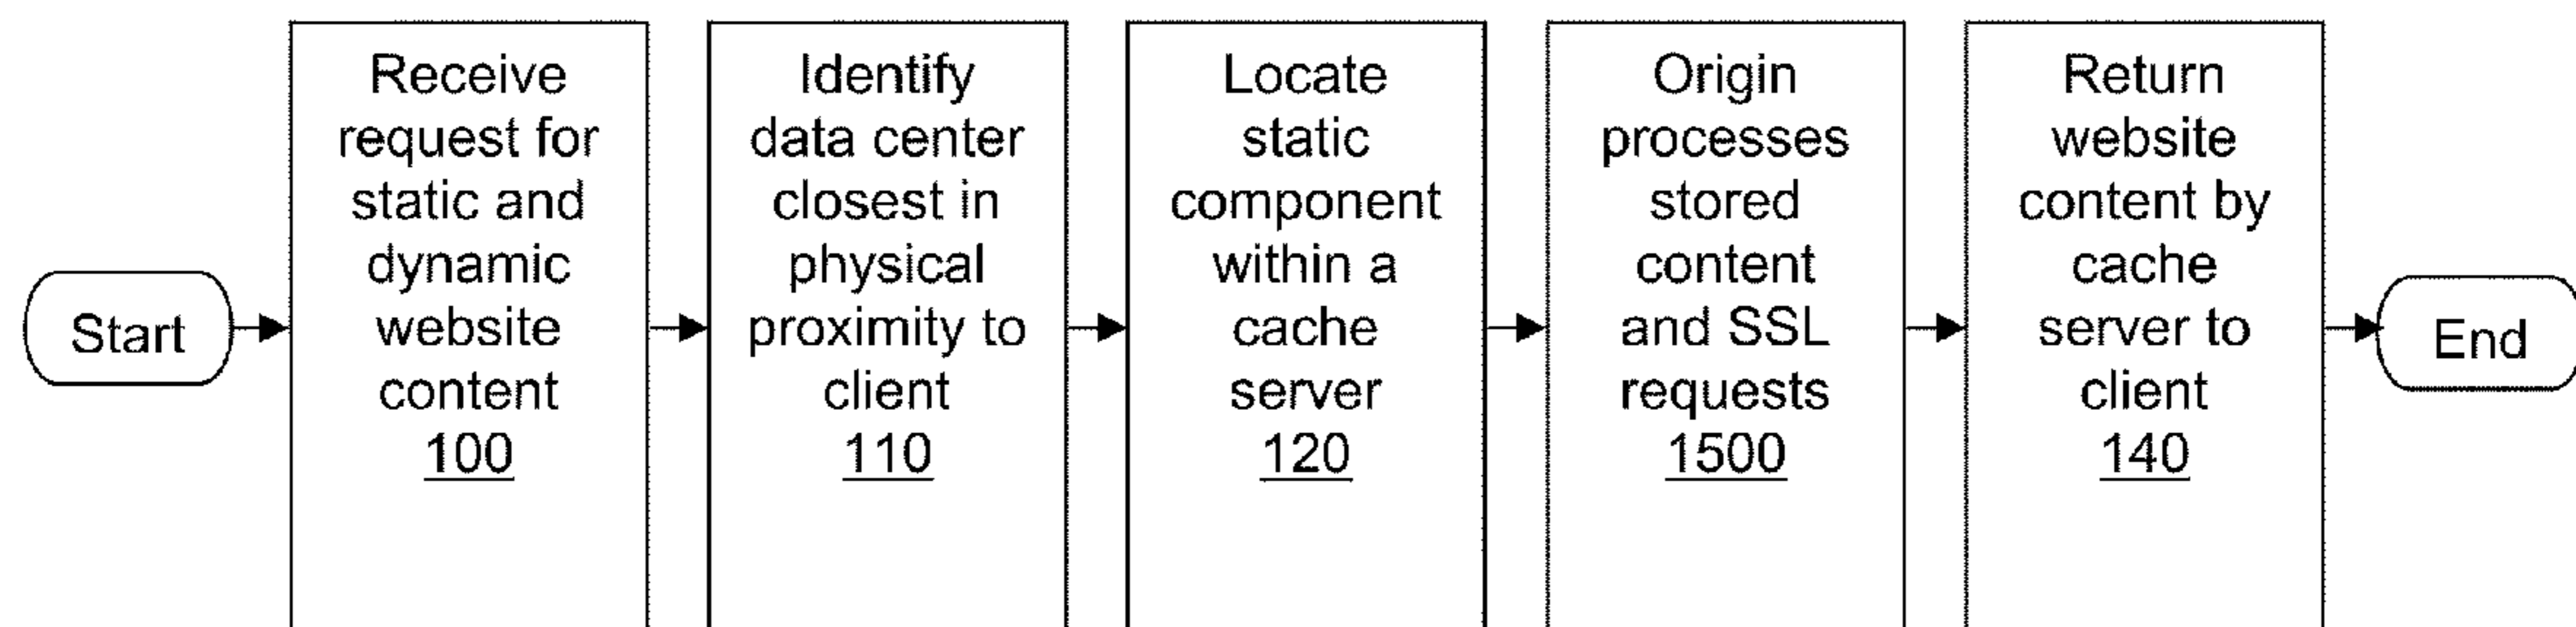 Start
Receive
request for
static and
dynamic
website
content
100
Identify
data center
closest in
physical
proximity to
client
110
Locate
static
component
within a
cache
server
120
Origin
processes
stored
content
and SSL
requests
1500
Return
website
content by
cache
server to
client
140
End